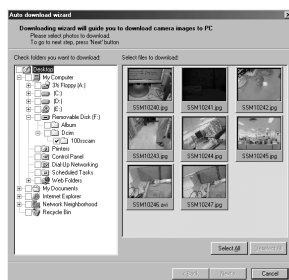 Auto download wizard
Downloading wizard will guide you to download camera images to PC
Please select photos to download.
To go to next step, press 'Next' button
Check folders you want to download:
Select files to download:
Desktop
My Computer
3½ Floppy [A:]
(C:)
(D:)
(E:)
Removable Disk (F:)
Album
Dcim
100sscam
Printers
Control Panel
Dial-Up Networking
Scheduled Tasks
Web Folders
My Documents
Internet Explorer
Network Neighborhood
Recycle Bin
SSM10240.jpg SSM10241.jpg SSM10242.jpg
SSM10243.jpg SSM10244.jpg SSM10245.jpg
SSM10246.avi SSM10247.jpg
Select All
< Back Next > Cancel